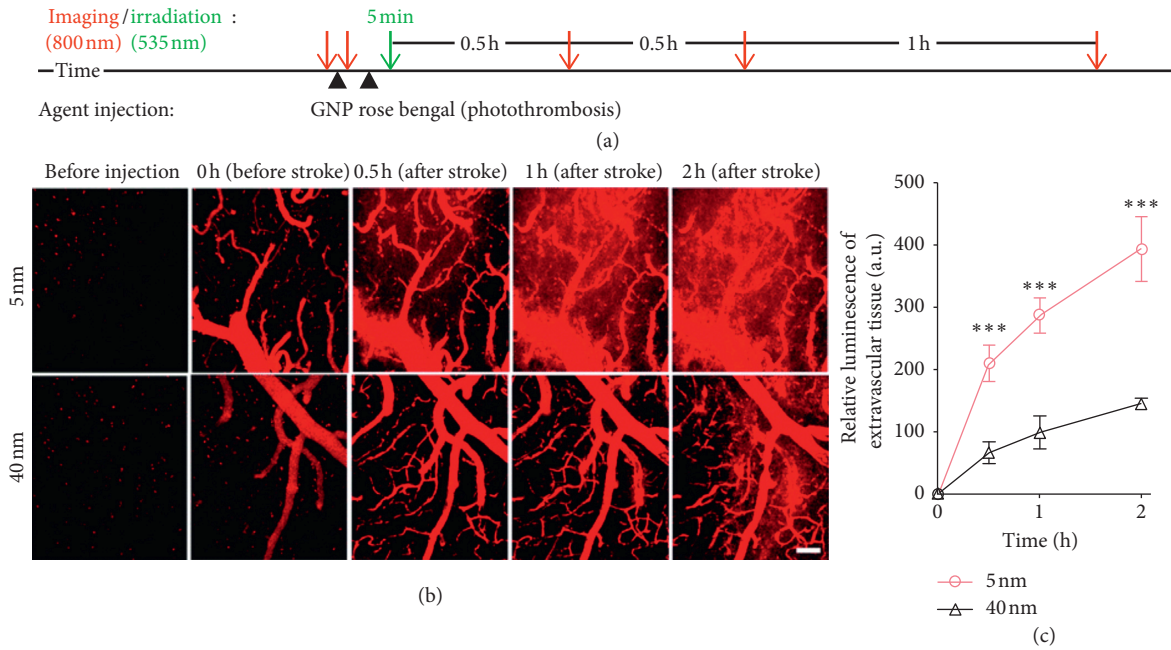 Imaging/irradiation :
(800 nm) (535 nm)
5 min
0.5 h
0.5 h
1 h
Time
Agent injection:
GNP rose bengal (photothrombosis)
(a)
Before injection
0 h (before stroke)
0.5 h (after stroke)
1 h (after stroke)
2 h (after stroke)
5 nm
40 nm
(b)
Relative luminescence of
extravascular tissue (a.u.)
500
400
300
200
100
0
***
***
***
0
1
2
Time (h)
5 nm
40 nm
(c)